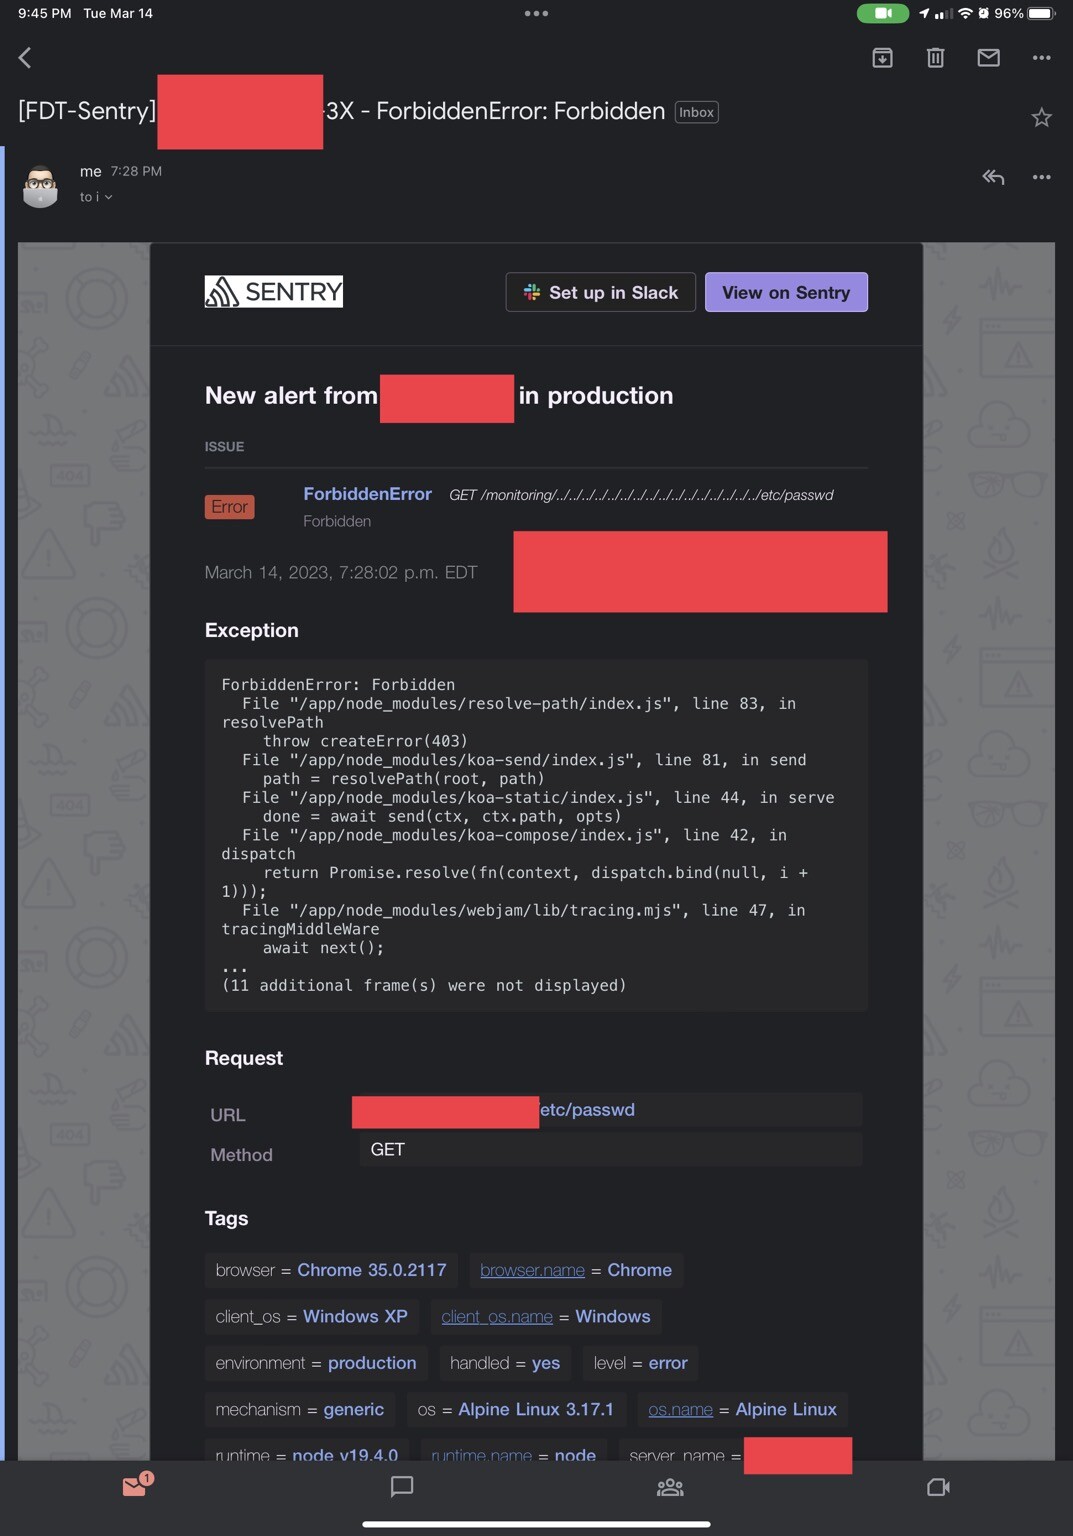 9:45 PM Tue Mar 14
96%
[FDT-Sentry] -3X - ForbiddenError: Forbidden Inbox
me 7:28 PM
to i
SENTRY
Set up in Slack
View on Sentry
New alert from in production
ISSUE
Error
ForbiddenError GET /monitoring/../../../../../../../../../../../../../../../../../etc/passwd
Forbidden
March 14, 2023, 7:28:02 p.m. EDT
Exception
ForbiddenError: Forbidden
File "/app/node_modules/resolve-path/index.js", line 83, in
resolvePath
throw createError(403)
File "/app/node_modules/koa-send/index.js", line 81, in send
path = resolvePath(root, path)
File "/app/node_modules/koa-static/index.js", line 44, in serve
done = await send(ctx, ctx.path, opts)
File "/app/node_modules/koa-compose/index.js", line 42, in
dispatch
return Promise.resolve(fn(context, dispatch.bind(null, i +
1)));
File "/app/node_modules/webjam/lib/tracing.mjs", line 47, in
tracingMiddleWare
await next();
...
(11 additional frame(s) were not displayed)
Request
URL etc/passwd
Method GET
Tags
browser = Chrome 35.0.2117 browser.name = Chrome
client_os = Windows XP client_os.name = Windows
environment = production handled = yes level = error
mechanism = generic os = Alpine Linux 3.17.1 os.name = Alpine Linux
runtime = node v19.4.0 runtime.name = node server_name =
1